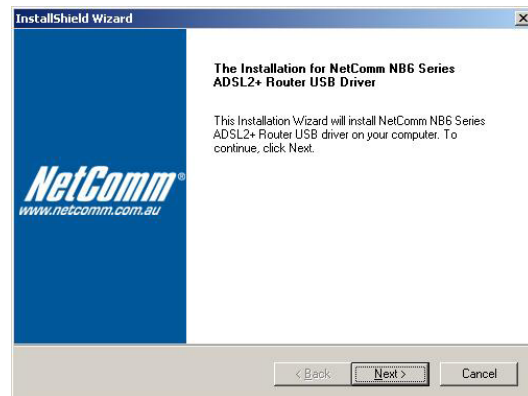 InstallShield Wizard
The Installation for NetComm NB6 Series
ADSL2+ Router USB Driver
This Installation Wizard will install NetComm NB6 Series
ADSL2+ Router USB driver on your computer. To
continue, click Next.
NetComm®
www.netcomm.com.au
< Back
Next >
Cancel